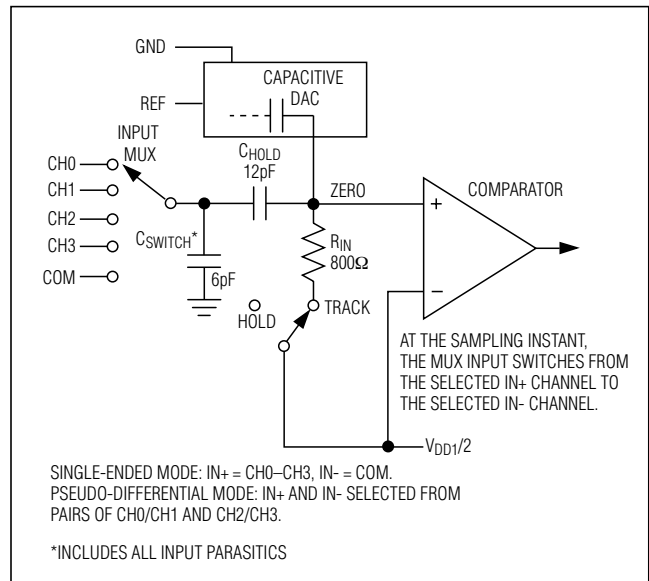 GND
CAPACITIVE
DAC
REF
INPUT
MUX
CHOLD
12pF
ZERO
COMPARATOR
CH0
CH1
CH2
CH3
COM
CSWITCH*
6pF
RIN
800Ω
+
−
TRACK
HOLD
AT THE SAMPLING INSTANT,
THE MUX INPUT SWITCHES FROM
THE SELECTED IN+ CHANNEL TO
THE SELECTED IN- CHANNEL.
VDD1/2
SINGLE-ENDED MODE: IN+ = CH0–CH3, IN- = COM.
PSEUDO-DIFFERENTIAL MODE: IN+ AND IN- SELECTED FROM
PAIRS OF CH0/CH1 AND CH2/CH3.
*INCLUDES ALL INPUT PARASITICS